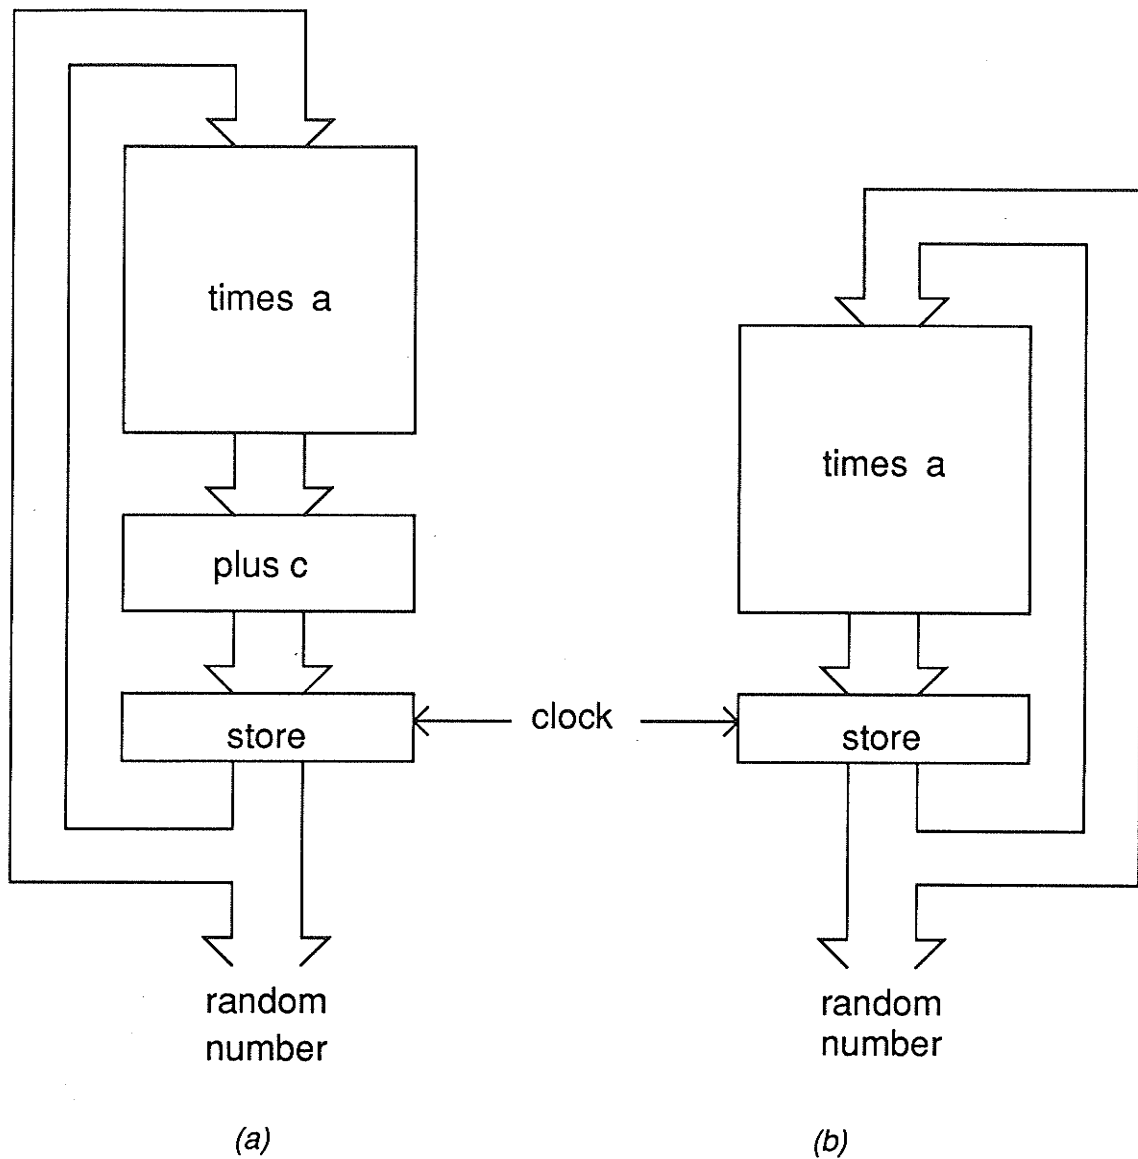 times a
plus c
store
random
number
(a)
clock
times a
store
random
number
(b)